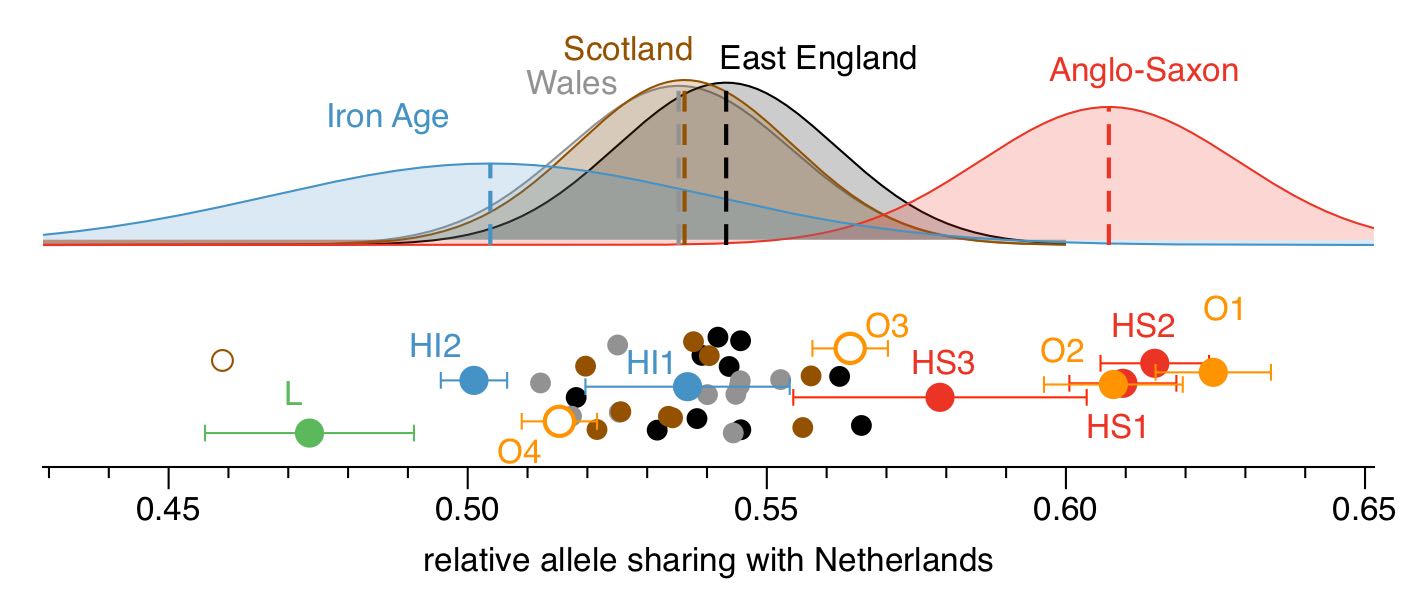 Scotland
East England
Wales
Anglo-Saxon
Iron Age
O1
O3
HS2
HI2
HI1
O2
HS3
L
HS1
O4
0.45 0.50 0.55 0.60 0.65
relative allele sharing with Netherlands